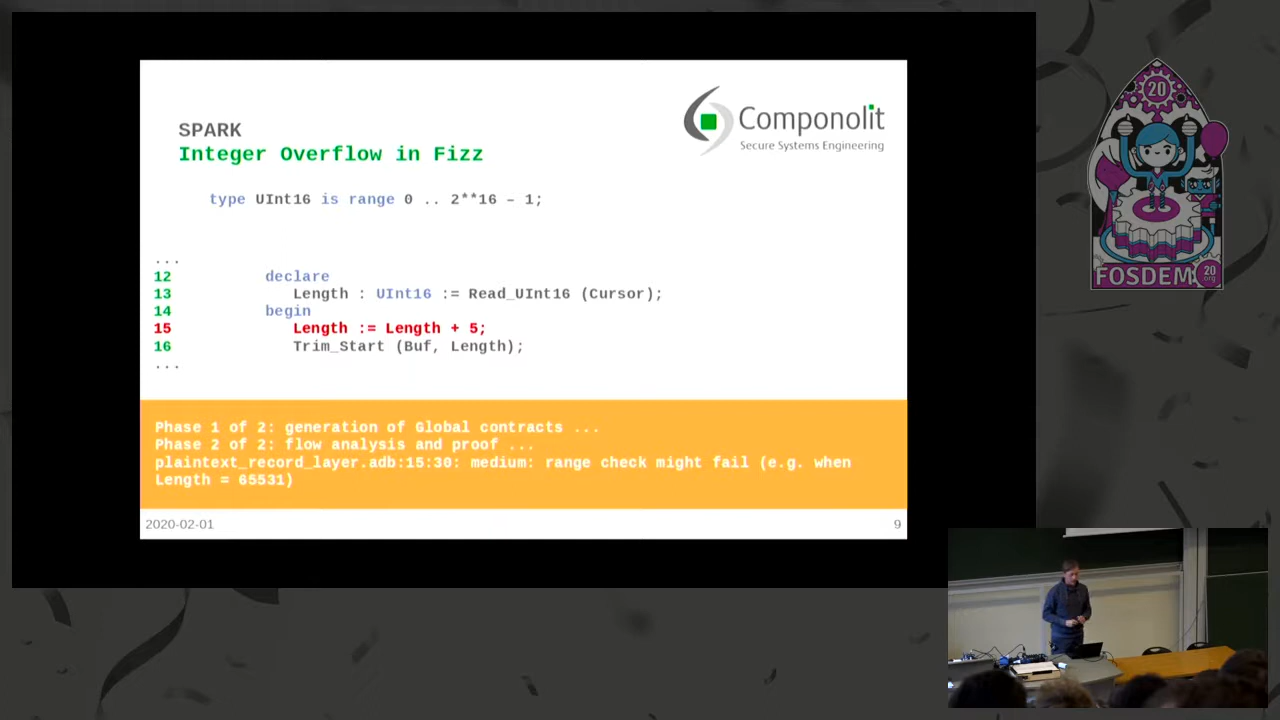 SPARK
Integer Overflow in Fizz
Componolit
Secure Systems Engineering
type UInt16 is range 0 .. 2**16 – 1;
...
12 declare
13 Length : UInt16 := Read_UInt16 (Cursor);
14 begin
15 Length := Length + 5;
16 Trim_Start (Buf, Length);
...
Phase 1 of 2: generation of Global contracts ...
Phase 2 of 2: flow analysis and proof ...
plaintext_record_layer.adb:15:30: medium: range check might fail (e.g. when
Length = 65531)
2020-02-01
9
20
FOSDEM
20
.org